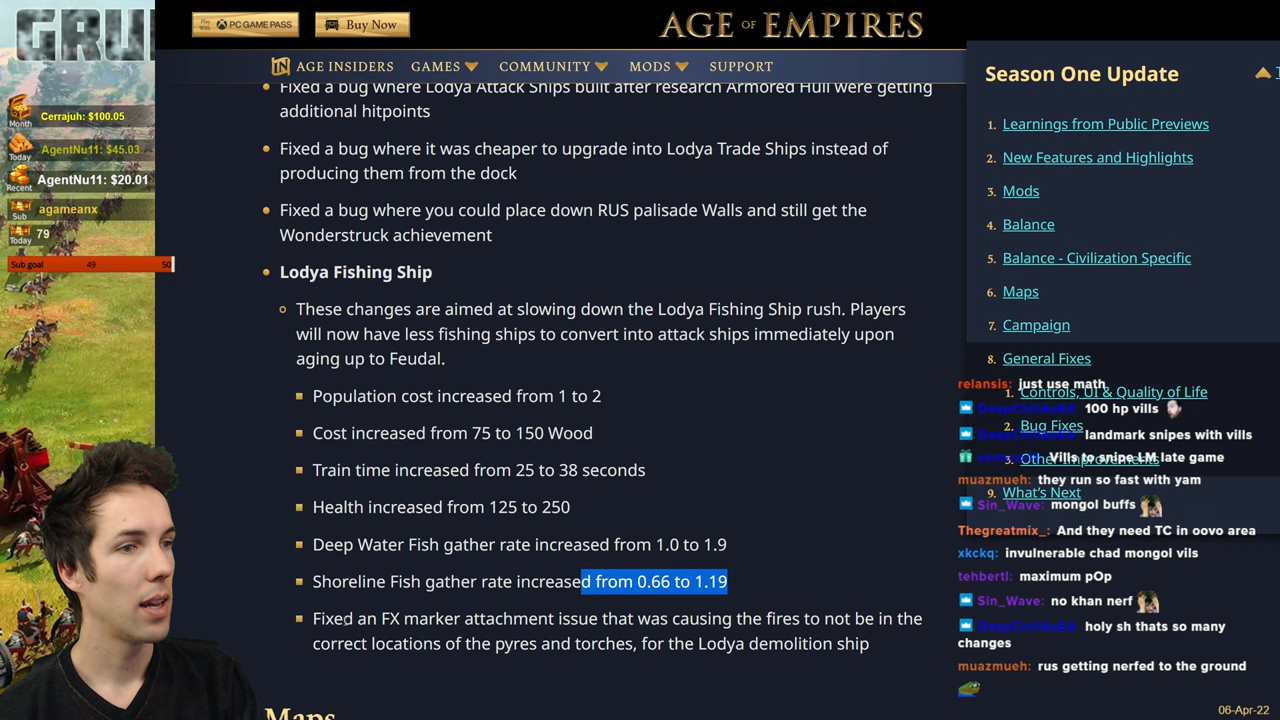 GRU
PLAY WITH PC GAME PASS
Buy Now
AGE OF EMPIRES
AGE INSIDERS GAMES COMMUNITY MODS SUPPORT
Fixed a bug where Lodya Attack Ships built after research Armored Hull were getting
additional hitpoints
Fixed a bug where it was cheaper to upgrade into Lodya Trade Ships instead of
producing them from the dock
Fixed a bug where you could place down RUS palisade Walls and still get the
Wonderstruck achievement
Lodya Fishing Ship
These changes are aimed at slowing down the Lodya Fishing Ship rush. Players
will now have less fishing ships to convert into attack ships immediately upon
aging up to Feudal.
Population cost increased from 1 to 2
Cost increased from 75 to 150 Wood
Train time increased from 25 to 38 seconds
Health increased from 125 to 250
Deep Water Fish gather rate increased from 1.0 to 1.9
Shoreline Fish gather rate increased from 0.66 to 1.19
Fixed an FX marker attachment issue that was causing the fires to not be in the
correct locations of the pyres and torches, for the Lodya demolition ship
Maps
Season One Update
1. Learnings from Public Previews
2. New Features and Highlights
3. Mods
4. Balance
5. Balance - Civilization Specific
6. Maps
7. Campaign
8. General Fixes
1. Controls, UI & Quality of Life
2. Bug Fixes
3. Other Improvements
9. What's Next
relansis: just use math
DeepChillAoE4: 100 hp vills
DeepChillAoE4: landmark snipes with vills
Vills to snipe LM late game
muazmueh: they run so fast with yam
Sin_Wave: mongol buffs
Thegreatmix_: And they need TC in oovo area
xkckq: invulnerable chad mongol vils
tehbertl: maximum pOp
Sin_Wave: no khan nerf
DeepChillAoE4: holy sh thats so many
changes
muazmueh: rus getting nerfed to the ground
Month Cerrajuh: $100.05
Today AgentNu11: $45.03
Recent AgentNu11: $20.01
Sub agameanx
Today 79
Sub goal 49 50
06-Apr-22